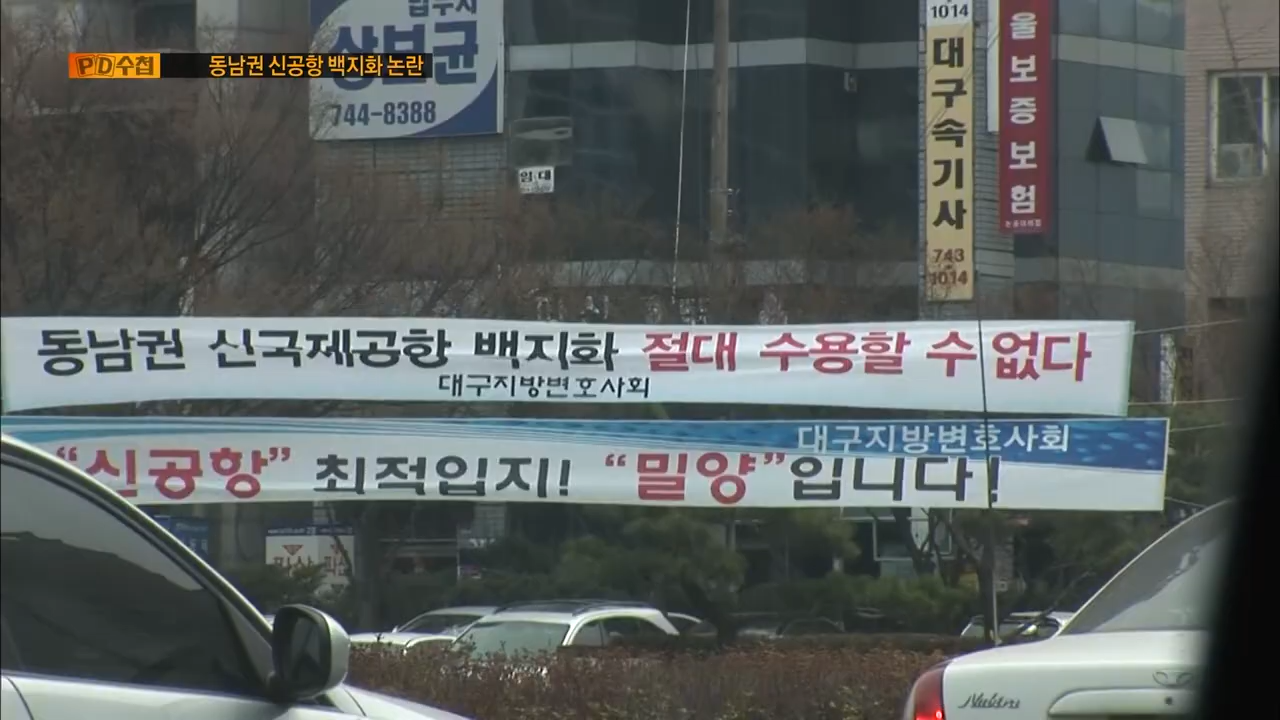 PD수첩 동남권 신공항 백지화 논란
상보균
744-8388
임대
1014
대구속기사
743
1014
울보증보험
동남권 신국제공항 백지화 절대 수용할 수 없다
대구지방변호사회
대구지방변호사회
“신공항” 최적입지! “밀양”입니다!